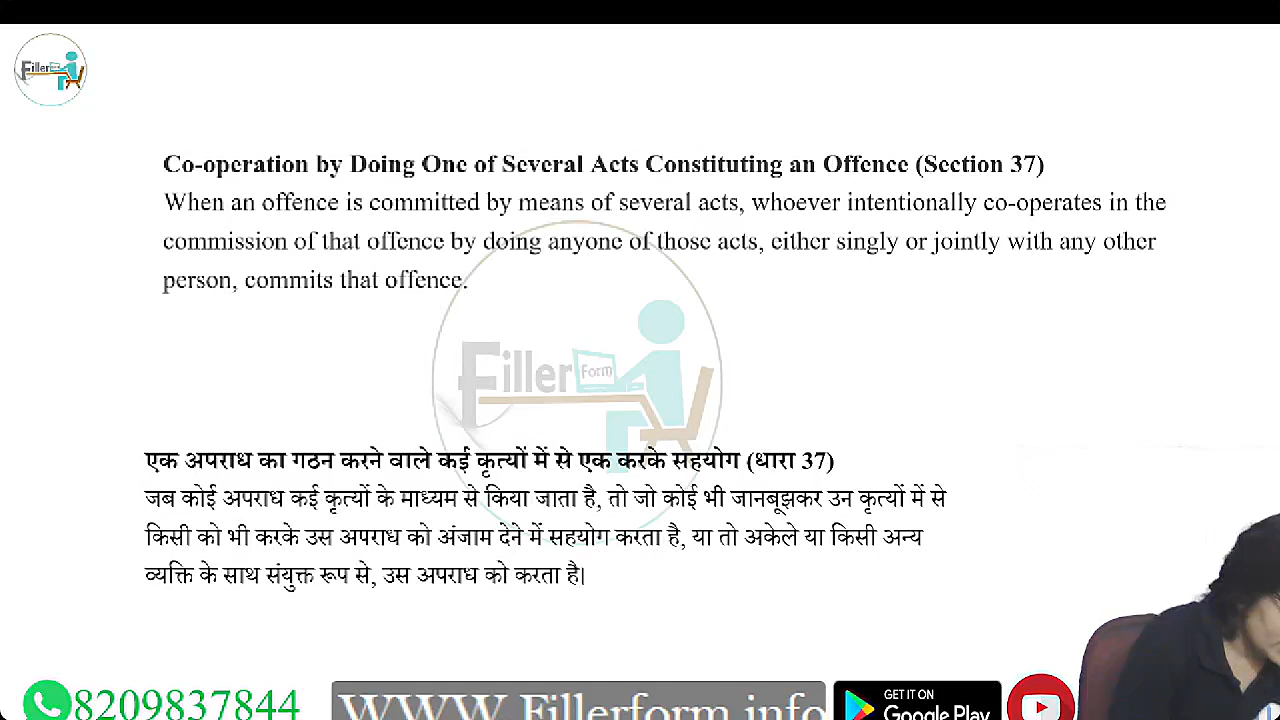 Filler
Co-operation by Doing One of Several Acts Constituting an Offence (Section 37)
When an offence is committed by means of several acts, whoever intentionally co-operates in the
commission of that offence by doing anyone of those acts, either singly or jointly with any other
person, commits that offence.
Filler Form
एक अपराध का गठन करने वाले कई कृत्यों में से एक करके सहयोग (धारा 37)
जब कोई अपराध कई कृत्यों के माध्यम से किया जाता है, तो जो कोई भी जानबूझकर उन कृत्यों में से
किसी को भी करके उस अपराध को अंजाम देने में सहयोग करता है, या तो अकेले या किसी अन्य
व्यक्ति के साथ संयुक्त रूप से, उस अपराध को करता है।
8209837844
WWW.Fillerform.info
GET IT ON
Google Play